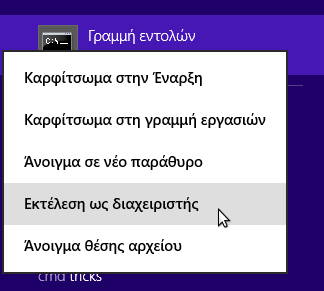 C:\
Γραμμή εντολών
Καρφίτσωμα στην Έναρξη
Καρφίτσωμα στη γραμμή εργασιών
Άνοιγμα σε νέο παράθυρο
Εκτέλεση ως διαχειριστής
Άνοιγμα θέσης αρχείου
cmd tricks